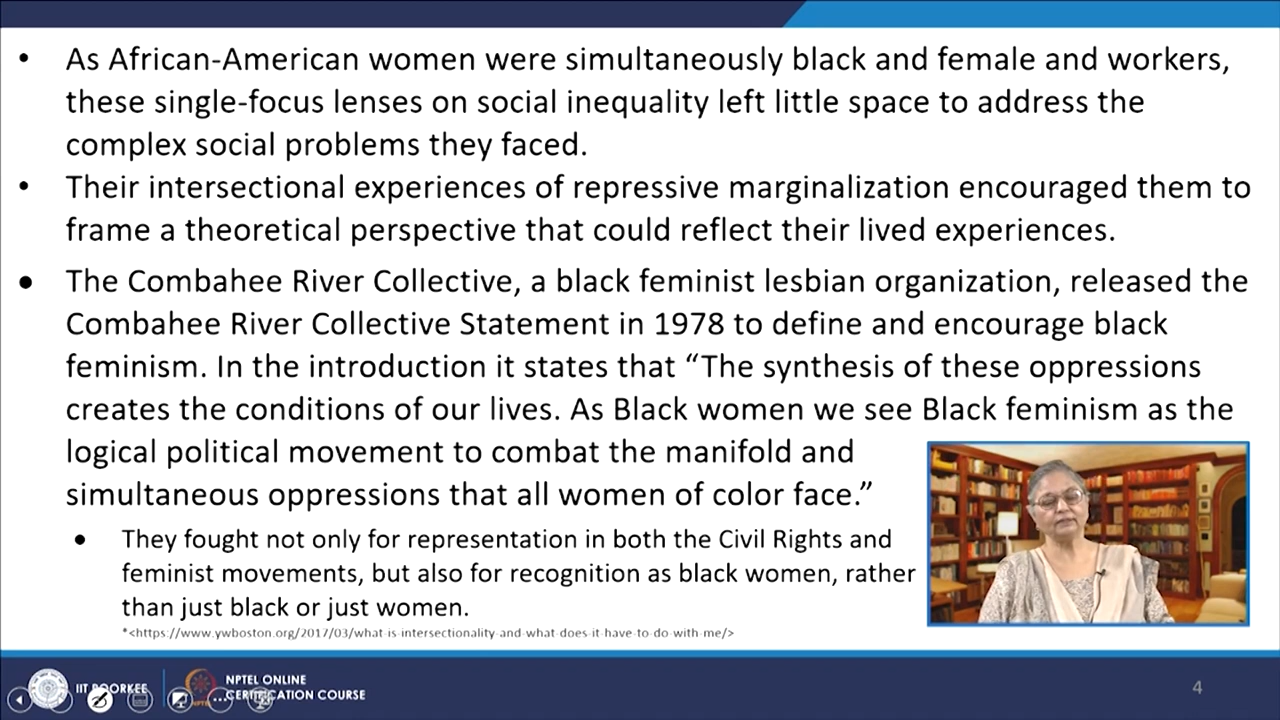 • As African-American women were simultaneously black and female and workers,
these single-focus lenses on social inequality left little space to address the
complex social problems they faced.
• Their intersectional experiences of repressive marginalization encouraged them to
frame a theoretical perspective that could reflect their lived experiences.
• The Combahee River Collective, a black feminist lesbian organization, released the
Combahee River Collective Statement in 1978 to define and encourage black
feminism. In the introduction it states that “The synthesis of these oppressions
creates the conditions of our lives. As Black women we see Black feminism as the
logical political movement to combat the manifold and
simultaneous oppressions that all women of color face.”
• They fought not only for representation in both the Civil Rights and
feminist movements, but also for recognition as black women, rather
than just black or just women.
*<https://www.ywboston.org/2017/03/what-is-intersectionality-and-what-does-it-have-to-do-with-me/>
IIT ROORKEE
NPTEL ONLINE
CERTIFICATION COURSE
NPTEL
4